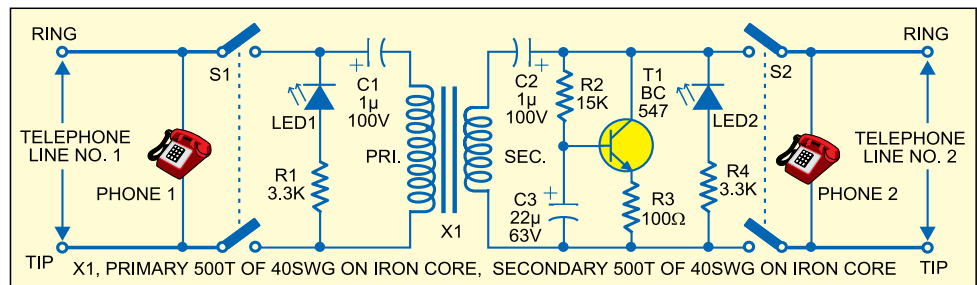 RING
TELEPHONE
LINE NO. 1
TIP
PHONE 1
S1
LED1
R1
3.3K
C1
+
1µ
100V
PRI.
X1
SEC.
C2
+
1µ
100V
R2
15K
C3
+
22µ
63V
T1
BC
547
R3
100Ω
LED2
R4
3.3K
S2
PHONE 2
RING
TELEPHONE
LINE NO. 2
TIP
X1, PRIMARY 500T OF 40SWG ON IRON CORE, SECONDARY 500T OF 40SWG ON IRON CORE